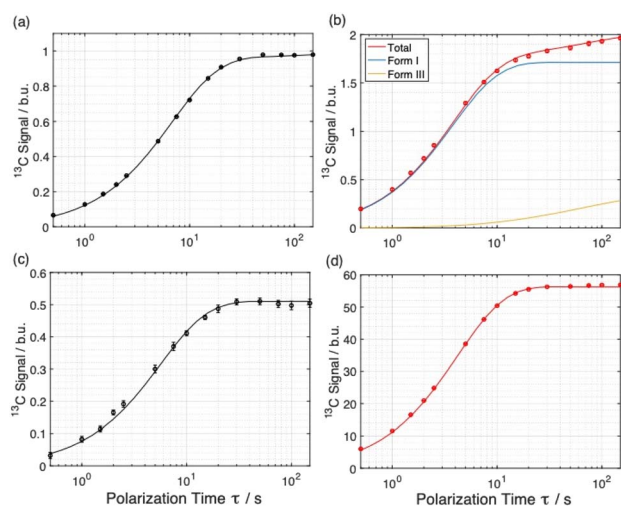 (a)
¹³C Signal / b.u.
1
0.8
0.6
0.4
0.2
0
10⁰
10¹
10²
(b)
¹³C Signal / b.u.
2
1.5
1
0.5
0
Total
Form I
Form III
10⁰
10¹
10²
(c)
¹³C Signal / b.u.
0.6
0.5
0.4
0.3
0.2
0.1
0
10⁰
10¹
10²
Polarization Time τ / s
(d)
¹³C Signal / b.u.
60
50
40
30
20
10
0
10⁰
10¹
10²
Polarization Time τ / s